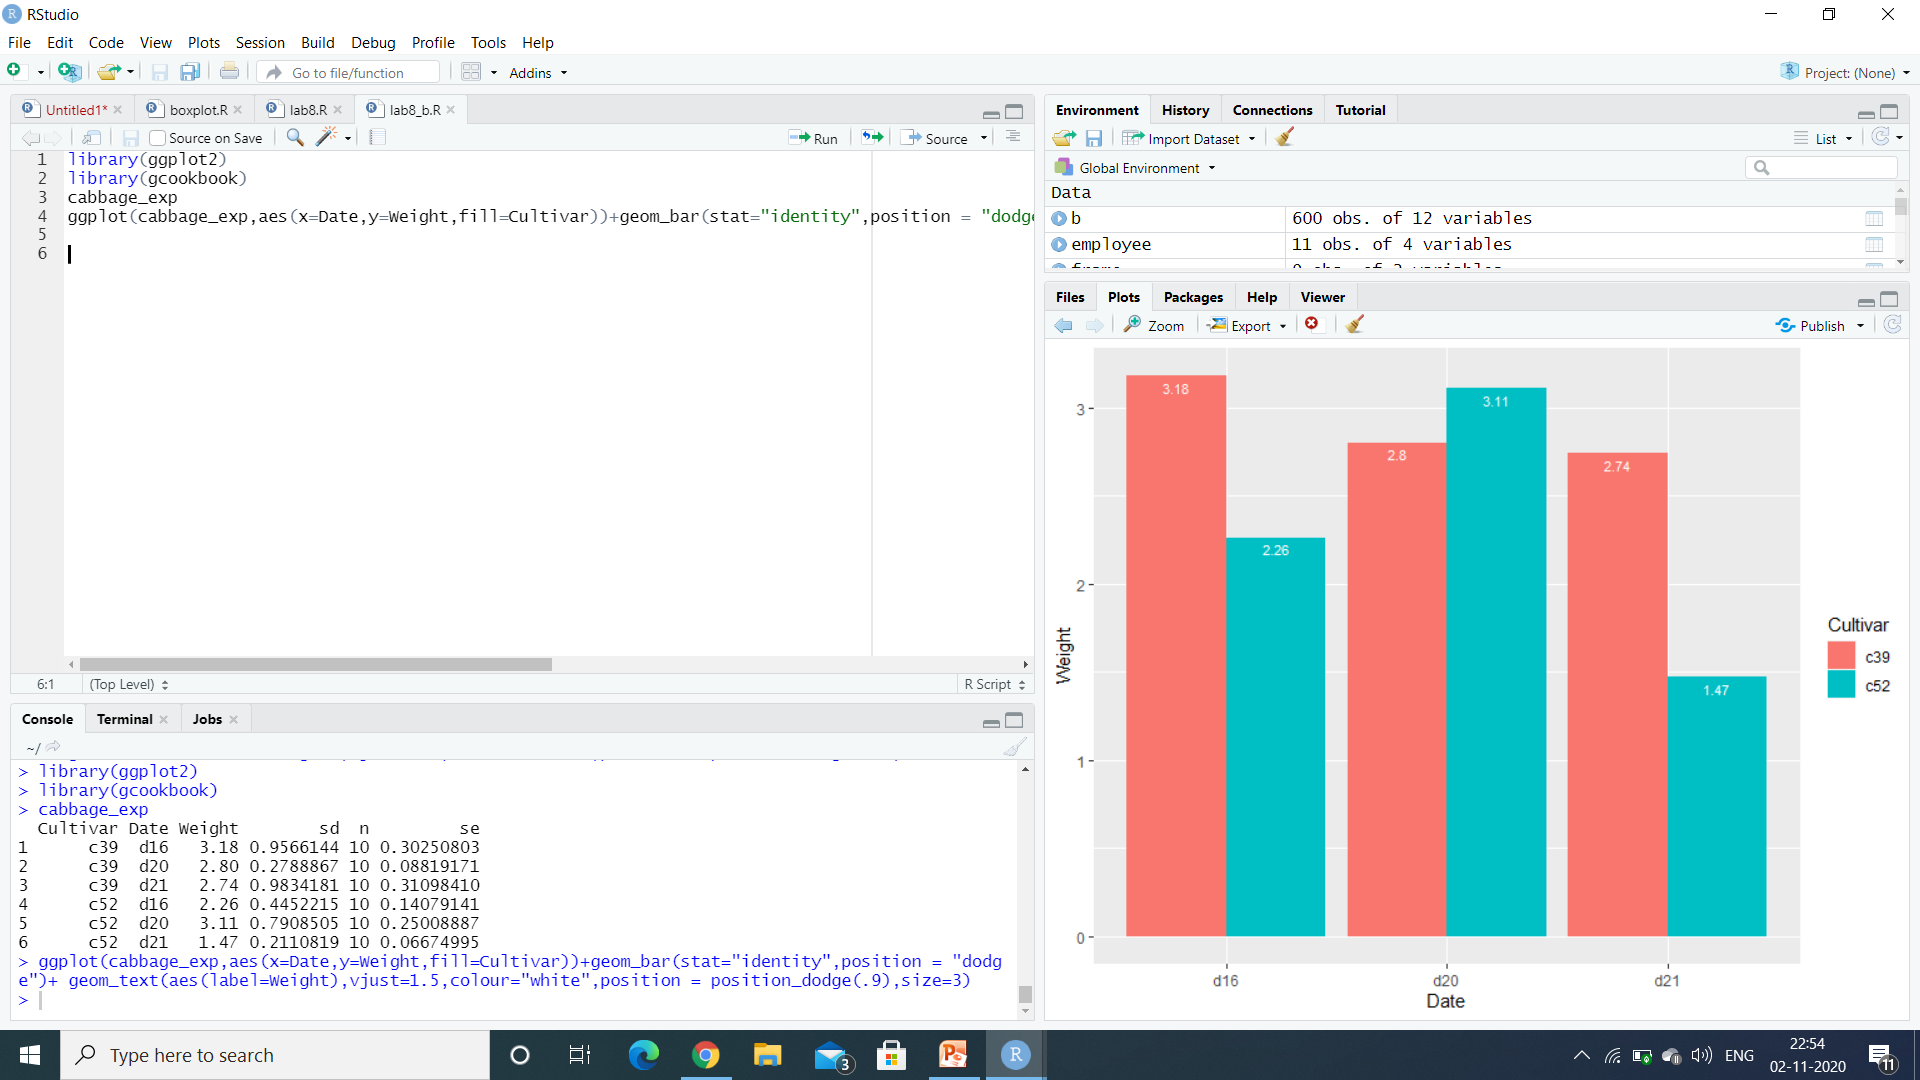 RStudio
File Edit Code View Plots Session Build Debug Profile Tools Help
Go to file/function Addins Project: (None)
Untitled1* boxplot.R lab8.R lab8_b.R
Source on Save Run Source
1 library(ggplot2)
2 library(gcookbook)
3 cabbage_exp
4 ggplot(cabbage_exp,aes(x=Date,y=Weight,fill=Cultivar))+geom_bar(stat="identity",position = "dodge
5
6
6:1 (Top Level) R Script
Console Terminal Jobs
~/
> library(ggplot2)
> library(gcookbook)
> cabbage_exp
Cultivar Date Weight sd n se
1 c39 d16 3.18 0.9566144 10 0.30250803
2 c39 d20 2.80 0.2788867 10 0.08819171
3 c39 d21 2.74 0.9834181 10 0.31098410
4 c52 d16 2.26 0.4452215 10 0.14079141
5 c52 d20 3.11 0.7908505 10 0.25008887
6 c52 d21 1.47 0.2110819 10 0.06674995
> ggplot(cabbage_exp,aes(x=Date,y=Weight,fill=Cultivar))+geom_bar(stat="identity",position = "dodg
e")+ geom_text(aes(label=Weight),vjust=1.5,colour="white",position = position_dodge(.9),size=3)
>
Environment History Connections Tutorial
Import Dataset List
Global Environment
Data
b 600 obs. of 12 variables
employee 11 obs. of 4 variables
Files Plots Packages Help Viewer
Zoom Export Publish
3.18
3.11
3
2.8
2.74
2.26
2
Weight
Cultivar
c39
c52
1.47
1
0
d16 d20 d21
Date
Type here to search
3
ENG
22:54
02-11-2020
11